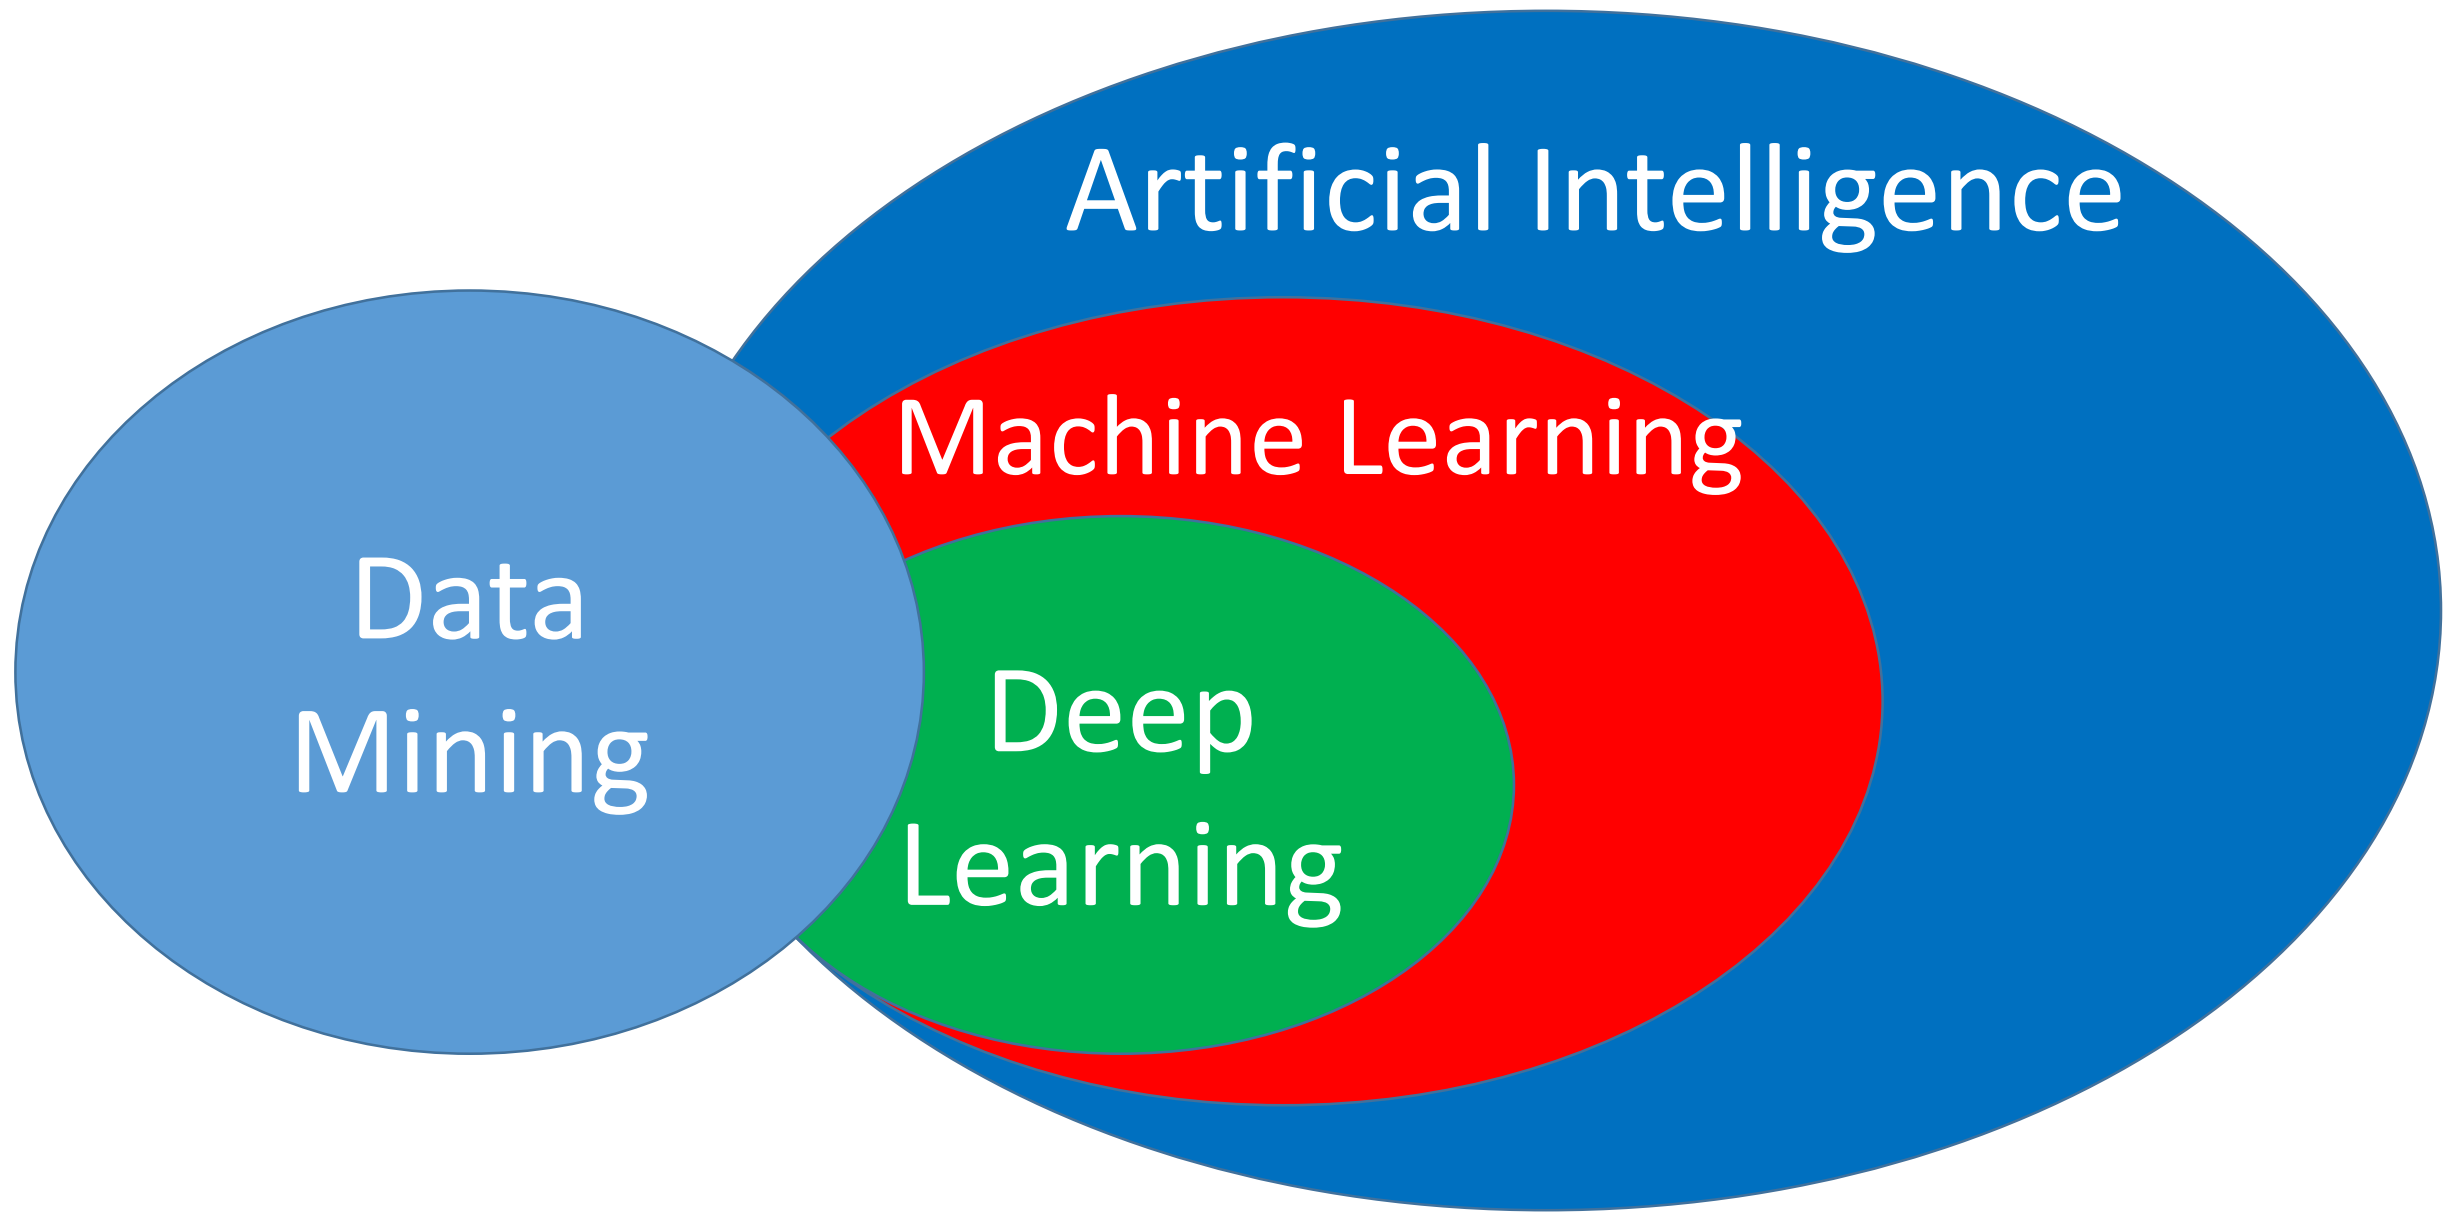 Artificial Intelligence
Machine Learning
Data
Mining
Deep
Learning